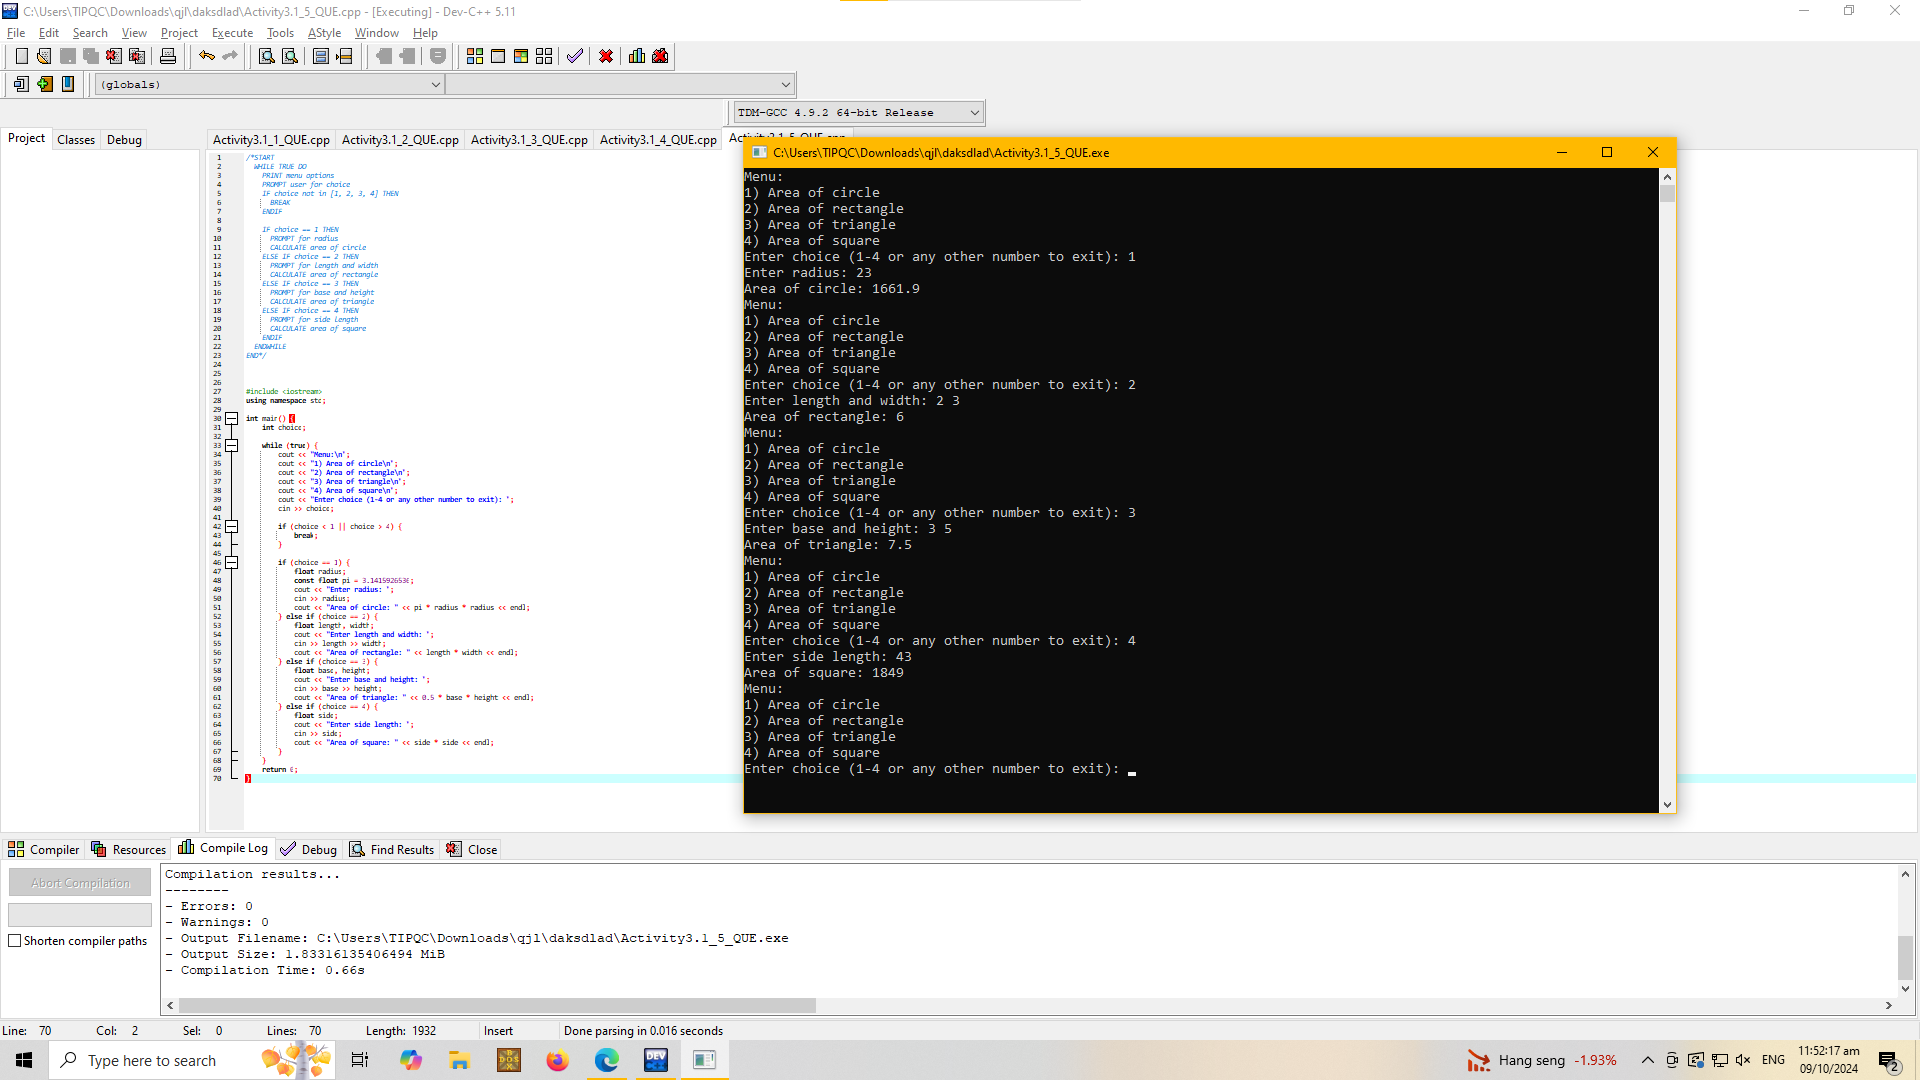 C:\Users\TIPQC\Downloads\qjl\daksdlad\Activity3.1_5_QUE.cpp - [Executing] - Dev-C++ 5.11
File Edit Search View Project Execute Tools AStyle Window Help
(globals)
TDM-GCC 4.9.2 64-bit Release
Project Classes Debug
Activity3.1_1_QUE.cpp Activity3.1_2_QUE.cpp Activity3.1_3_QUE.cpp Activity3.1_4_QUE.cpp Activity3.1_5_QUE.cpp
1 /*START
2 WHILE TRUE DO
3 PRINT menu options
4 PROMPT user for choice
5 IF choice not in [1, 2, 3, 4] THEN
6 BREAK
7 ENDIF
8
9 IF choice == 1 THEN
10 PROMPT for radius
11 CALCULATE area of circle
12 ELSE IF choice == 2 THEN
13 PROMPT for length and width
14 CALCULATE area of rectangle
15 ELSE IF choice == 3 THEN
16 PROMPT for base and height
17 CALCULATE area of triangle
18 ELSE IF choice == 4 THEN
19 PROMPT for side length
20 CALCULATE area of square
21 ENDIF
22 ENDWHILE
23 END*/
24
25
26
27 #include <iostream>
28 using namespace std;
29
30 int main() {
31 int choice;
32
33 while (true) {
34 cout << "Menu:\n";
35 cout << "1) Area of circle\n";
36 cout << "2) Area of rectangle\n";
37 cout << "3) Area of triangle\n";
38 cout << "4) Area of square\n";
39 cout << "Enter choice (1-4 or any other number to exit): ";
40 cin >> choice;
41
42 if (choice < 1 || choice > 4) {
43 break;
44 }
45
46 if (choice == 1) {
47 float radius;
48 const float pi = 3.1415926536;
49 cout << "Enter radius: ";
50 cin >> radius;
51 cout << "Area of circle: " << pi * radius * radius << endl;
52 } else if (choice == 2) {
53 float length, width;
54 cout << "Enter length and width: ";
55 cin >> length >> width;
56 cout << "Area of rectangle: " << length * width << endl;
57 } else if (choice == 3) {
58 float base, height;
59 cout << "Enter base and height: ";
60 cin >> base >> height;
61 cout << "Area of triangle: " << 0.5 * base * height << endl;
62 } else if (choice == 4) {
63 float side;
64 cout << "Enter side length: ";
65 cin >> side;
66 cout << "Area of square: " << side * side << endl;
67 }
68 }
69 return 0;
70 }
C:\Users\TIPQC\Downloads\qjl\daksdlad\Activity3.1_5_QUE.exe
Menu:
1) Area of circle
2) Area of rectangle
3) Area of triangle
4) Area of square
Enter choice (1-4 or any other number to exit): 1
Enter radius: 23
Area of circle: 1661.9
Menu:
1) Area of circle
2) Area of rectangle
3) Area of triangle
4) Area of square
Enter choice (1-4 or any other number to exit): 2
Enter length and width: 2 3
Area of rectangle: 6
Menu:
1) Area of circle
2) Area of rectangle
3) Area of triangle
4) Area of square
Enter choice (1-4 or any other number to exit): 3
Enter base and height: 3 5
Area of triangle: 7.5
Menu:
1) Area of circle
2) Area of rectangle
3) Area of triangle
4) Area of square
Enter choice (1-4 or any other number to exit): 4
Enter side length: 43
Area of square: 1849
Menu:
1) Area of circle
2) Area of rectangle
3) Area of triangle
4) Area of square
Enter choice (1-4 or any other number to exit):
Compiler Resources Compile Log Debug Find Results Close
Abort Compilation
Shorten compiler paths
Compilation results...
--------
- Errors: 0
- Warnings: 0
- Output Filename: C:\Users\TIPQC\Downloads\qjl\daksdlad\Activity3.1_5_QUE.exe
- Output Size: 1.83316135406494 MiB
- Compilation Time: 0.66s
Line: 70 Col: 2 Sel: 0 Lines: 70 Length: 1932 Insert Done parsing in 0.016 seconds
Type here to search
DEV
Hang seng -1.93%
ENG
11:52:17 am
09/10/2024
2